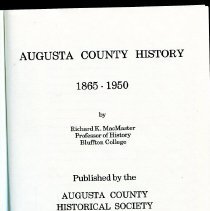 AUGUSTA COUNTY HISTORY
1865 - 1950
by
Richard K. MacMaster
Professor of History
Bluffton College
Published by the
AUGUSTA COUNTY
HISTORICAL SOCIETY